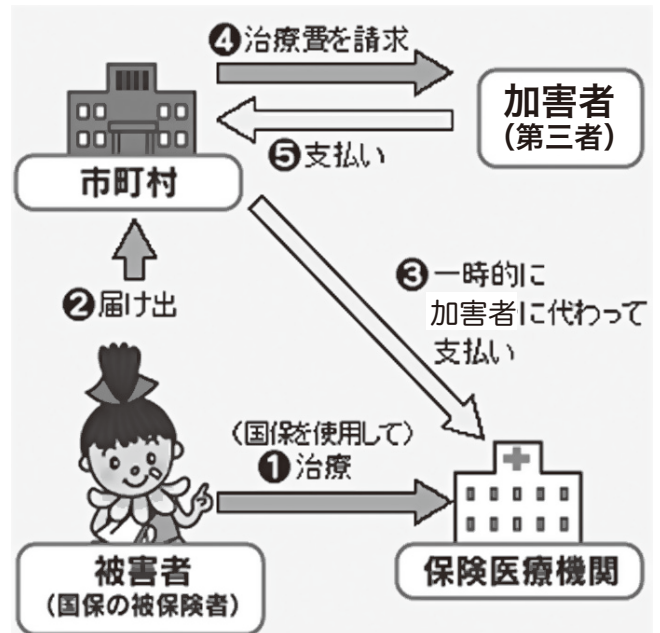 ❹治療費を請求
加害者
(第三者)
❺支払い
市町村
❸一時的に
加害者に代わって
支払い
❷届け出
(国保を使用して)
❶治療
被害者
(国保の被保険者)
保険医療機関